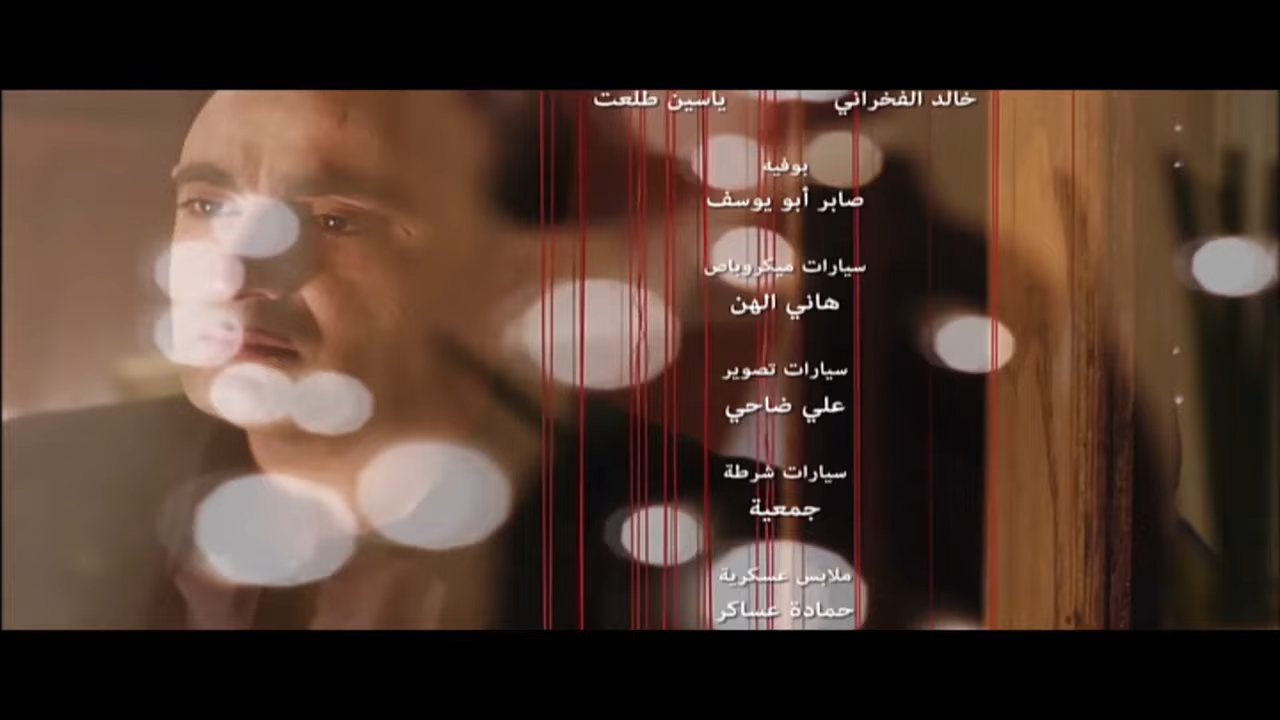 خالد الفخراني ياسين طلعت
بوفيه
صابر أبو يوسف
سيارات ميكروباص
هاني الهن
سيارات تصوير
علي ضاحي
سيارات شرطة
جمعية
ملابس عسكرية
حمادة عساكر